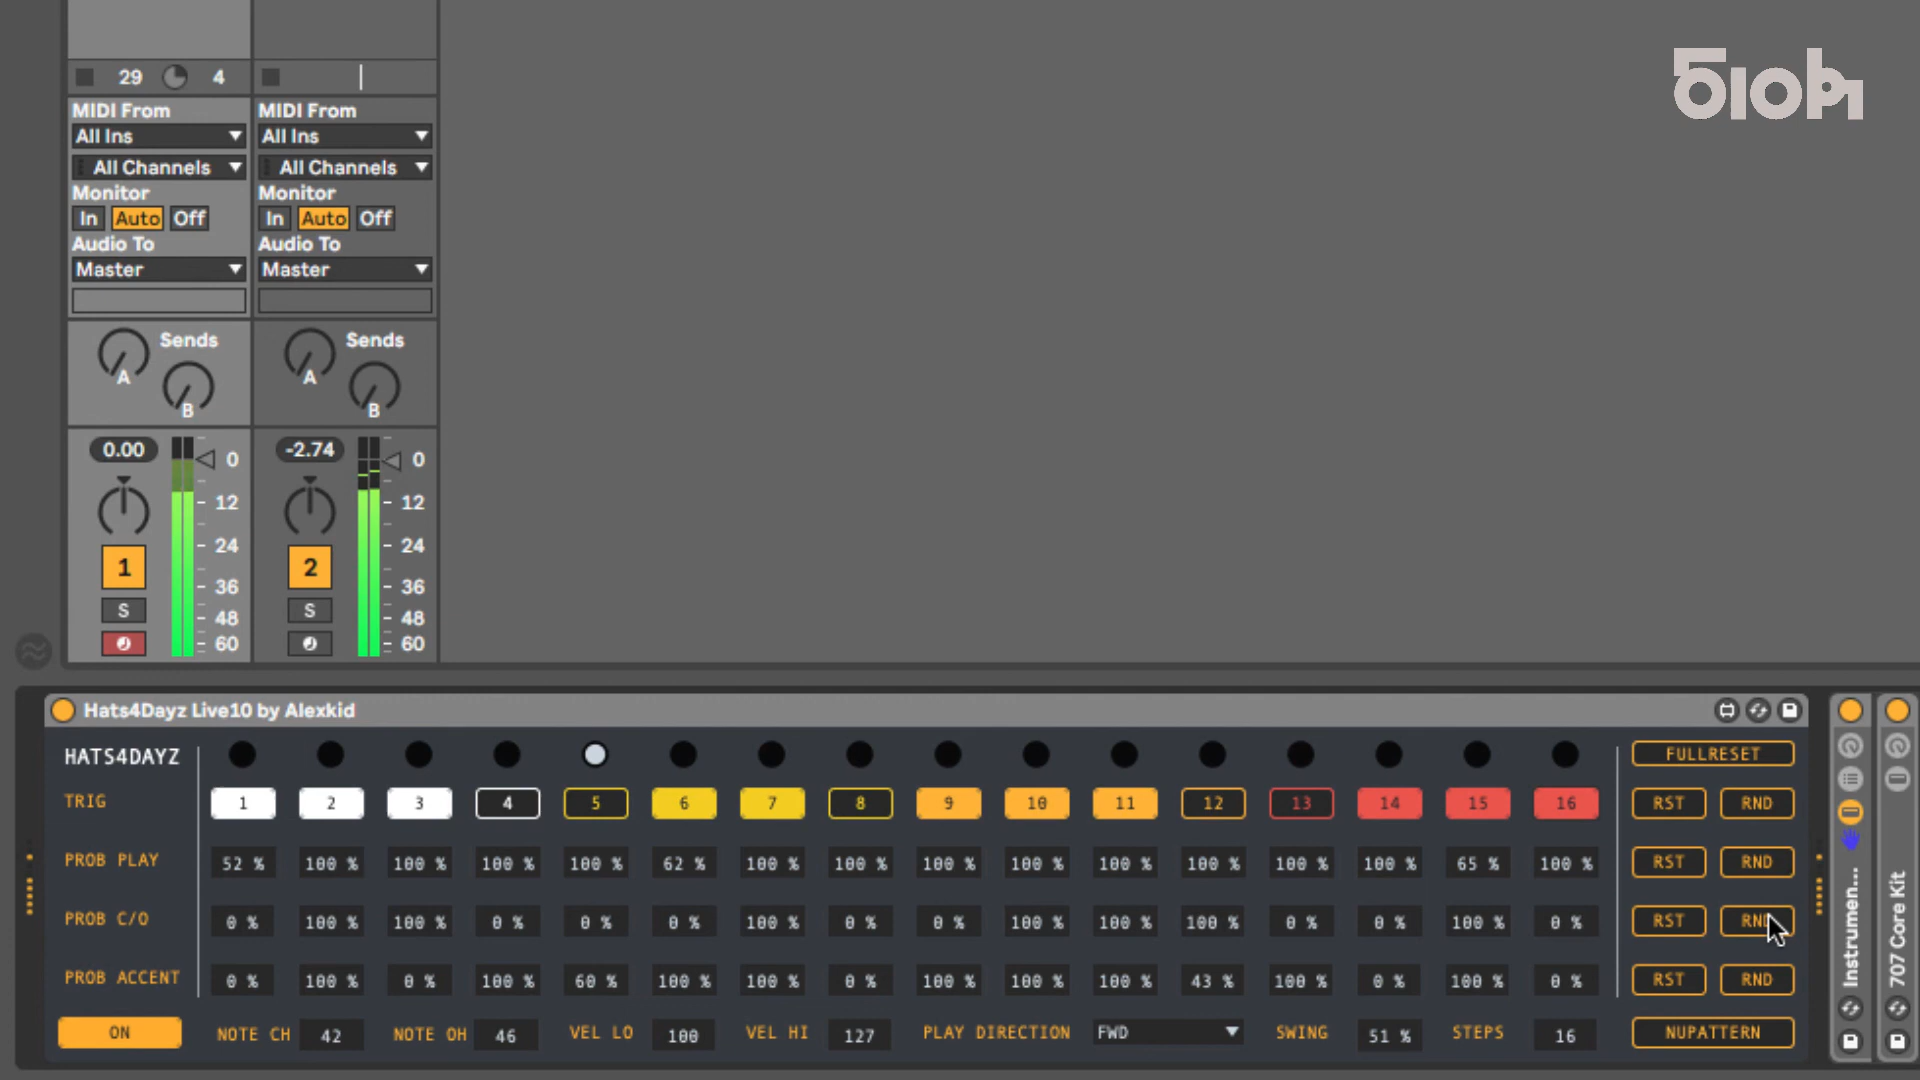 29 4
MIDI From MIDI From
All Ins All Ins
All Channels All Channels
Monitor Monitor
In Auto Off In Auto Off
Audio To Audio To
Master Master
Sends Sends
A A
B B
0.00 0 -2.74 0
12 12
24 24
1 2
36 36
S 48 S 48
60 60
Hats4Dayz Live10 by Alexkid
HATS4DAYZ FULLRESET
TRIG 1 2 3 4 5 6 7 8 9 10 11 12 13 14 15 16 RST RND
PROB PLAY 52 % 100 % 100 % 100 % 100 % 62 % 100 % 100 % 100 % 100 % 100 % 100 % 100 % 100 % 65 % 100 % RST RND
PROB C/O 0 % 100 % 100 % 0 % 0 % 0 % 0 % 0 % 0 % 100 % 100 % 100 % 0 % 0 % 100 % 0 % RST RND
PROB ACCENT 0 % 100 % 0 % 100 % 60 % 100 % 100 % 0 % 100 % 100 % 100 % 43 % 100 % 0 % 100 % 0 % RST RND
ON NOTE CH 42 NOTE OH 46 VEL LO 100 VEL HI 127 PLAY DIRECTION FWD SWING 51 % STEPS 16 NUPATTERN
Instrumen...
707 Core Kit